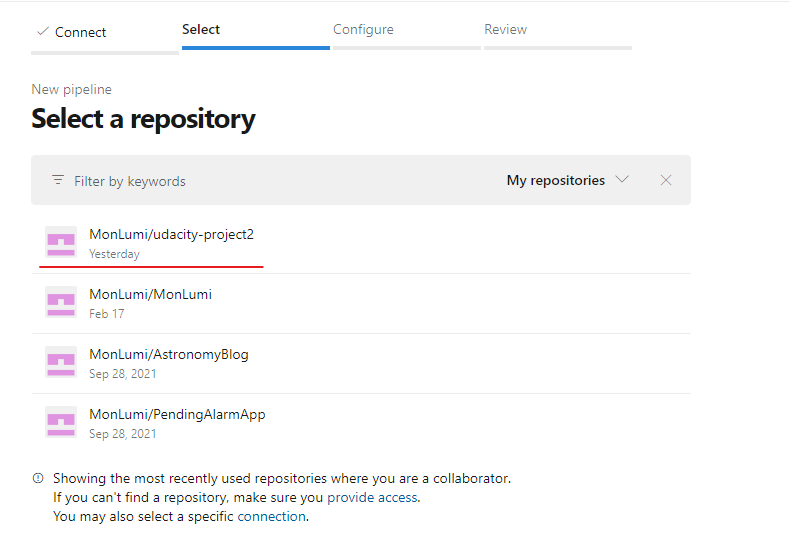 Connect
Select
Configure
Review
New pipeline
Select a repository
Filter by keywords
My repositories
MonLumi/udacity-project2
Yesterday
MonLumi/MonLumi
Feb 17
MonLumi/AstronomyBlog
Sep 28, 2021
MonLumi/PendingAlarmApp
Sep 28, 2021
Showing the most recently used repositories where you are a collaborator.
If you can't find a repository, make sure you provide access.
You may also select a specific connection.